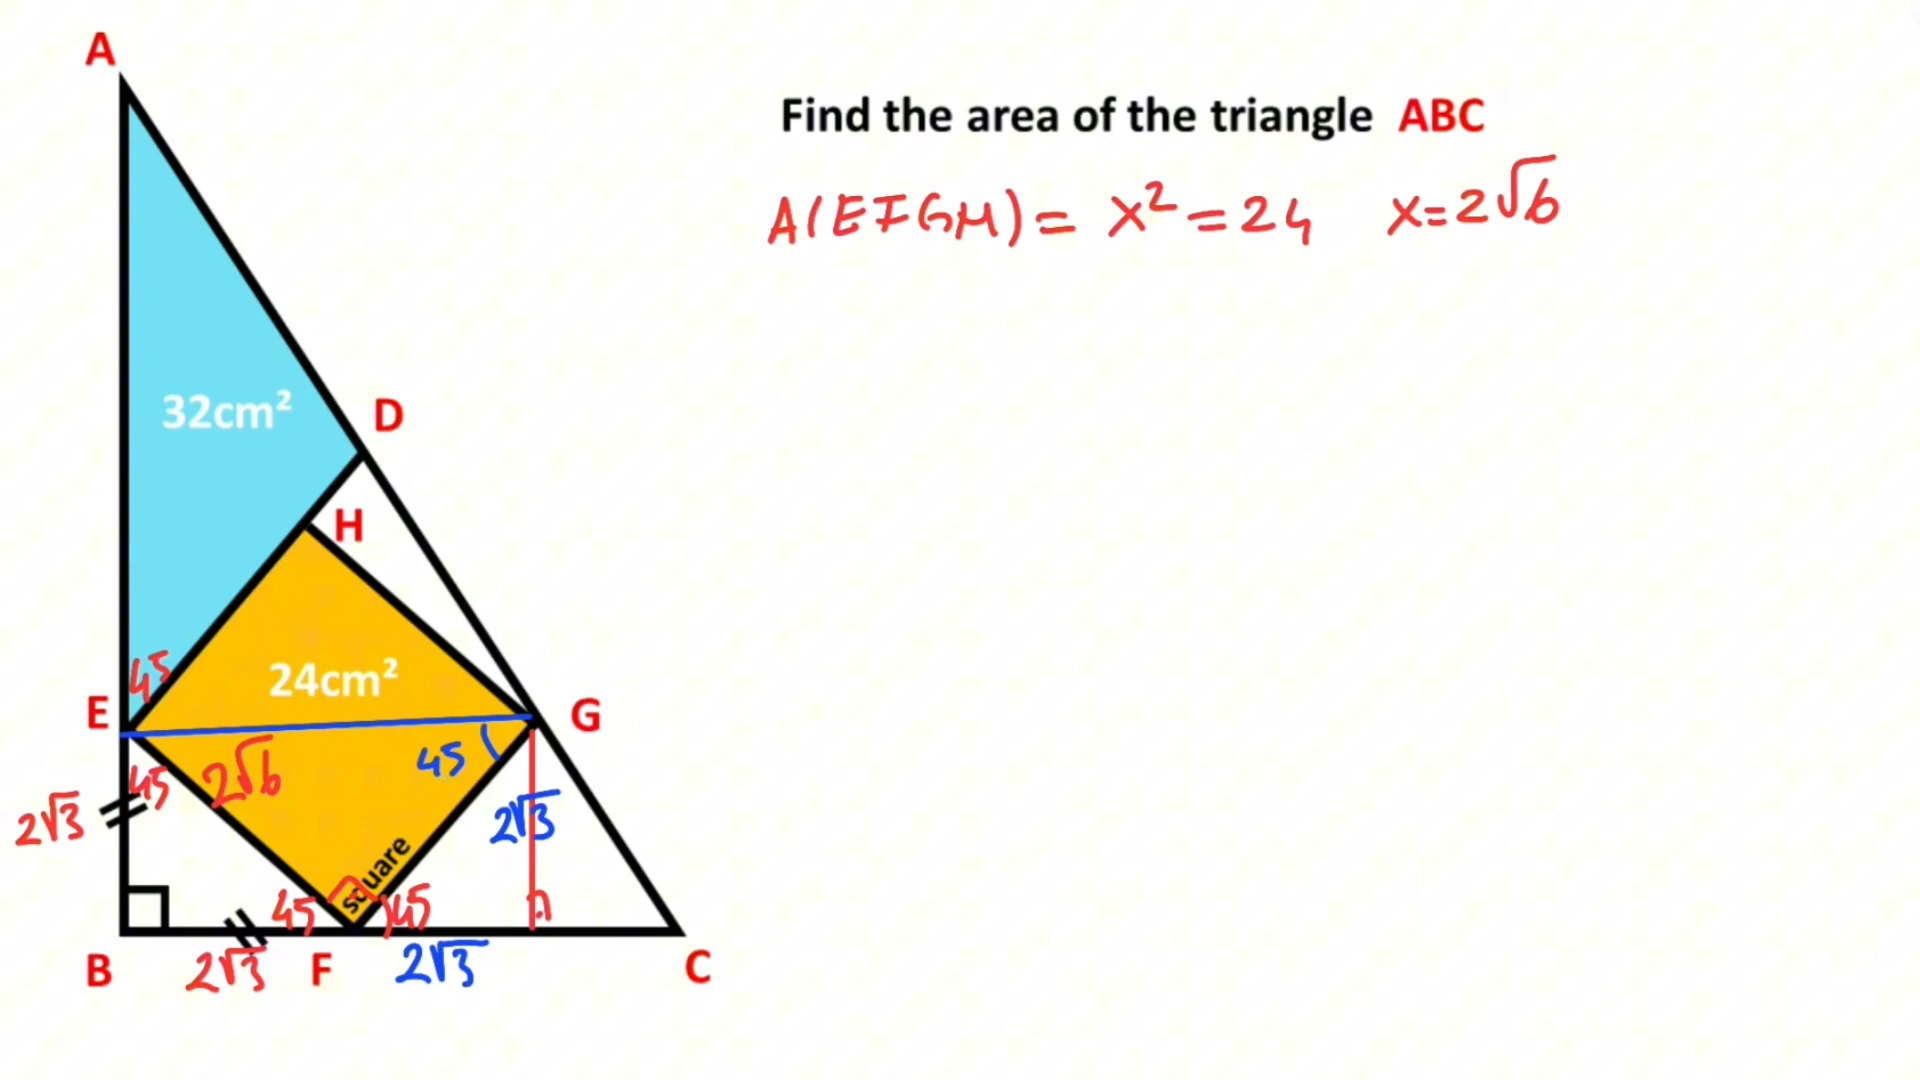 A
Find the area of the triangle ABC
A(EFGH) = x² = 24 x = 2√6
32cm²
D
H
45
24cm²
E
G
45
45
2√6
2√3
2√3
square
45
45
B
2√3
F
2√3
C